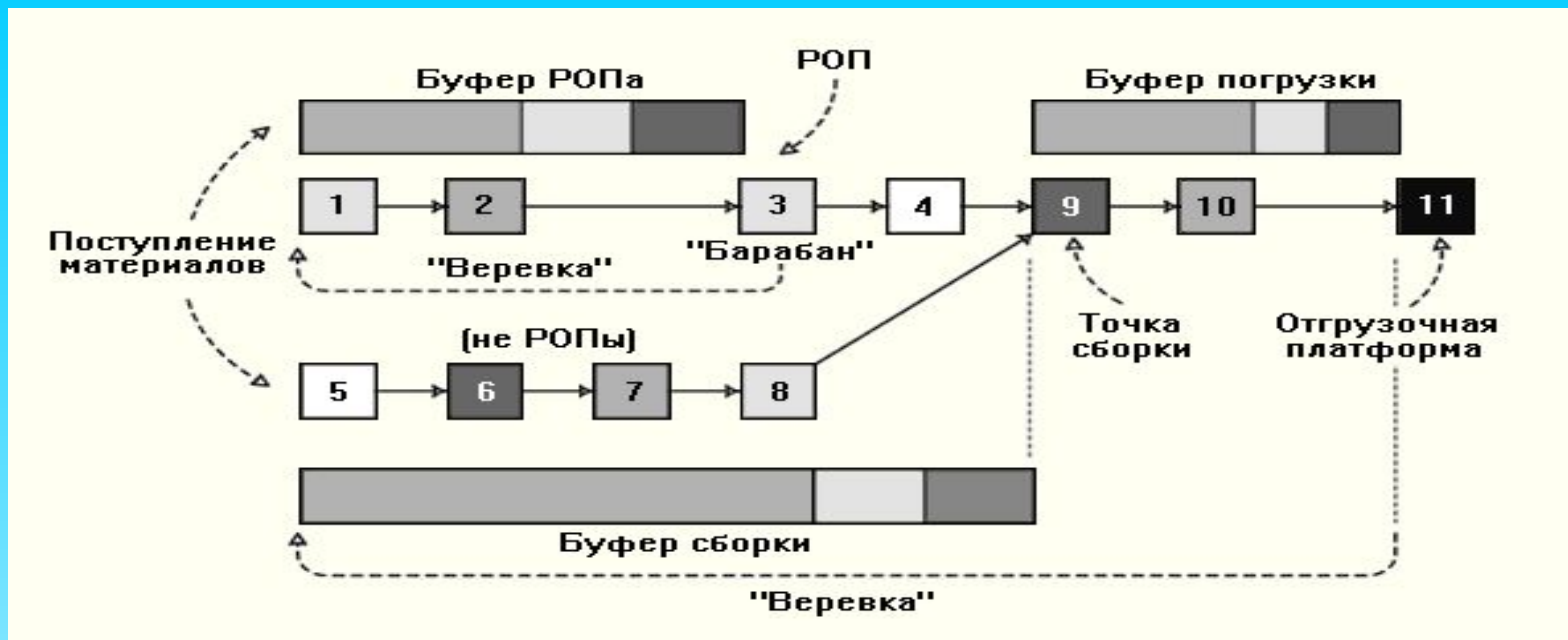 РОП
Буфер РОПа
Буфер погрузки
1
2
3
4
9
10
11
Поступление
материалов
"Веревка"
"Барабан"
(не РОПы)
Точка
сборки
Отгрузочная
платформа
5
6
7
8
Буфер сборки
"Веревка"